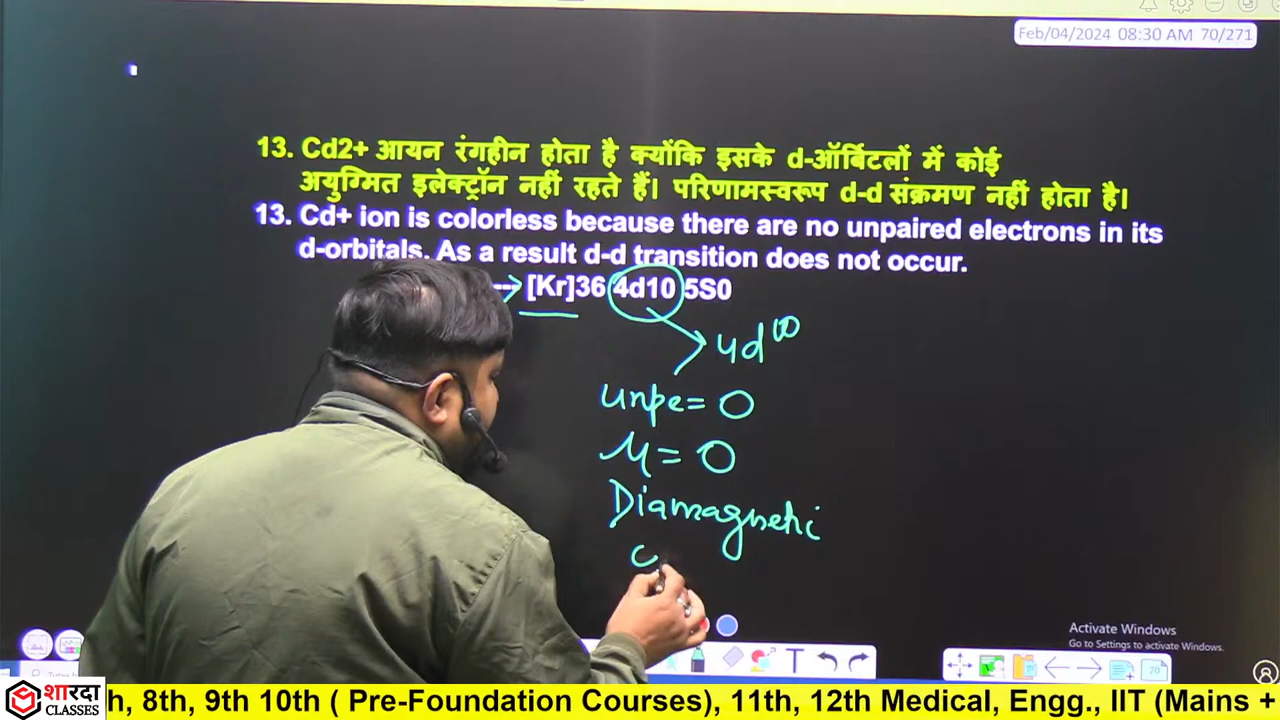 Feb/04/2024 08:30 AM 70/271
13. Cd2+ आयन रंगहीन होता है क्योंकि इसके d-ऑर्बिटलों में कोई
अयुग्मित इलेक्ट्रॉन नहीं रहते हैं। परिणामस्वरूप d-d संक्रमण नहीं होता है।
13. Cd+ ion is colorless because there are no unpaired electrons in its
d-orbitals. As a result d-d transition does not occur.
[Kr]36 4d10 5S0
4d10
unpe= 0
μ = 0
Diamagneti
C
Activate Windows
Go to Settings to activate Windows.
70
शारदा
CLASSES
h, 8th, 9th 10th ( Pre-Foundation Courses), 11th, 12th Medical, Engg., IIT (Mains +